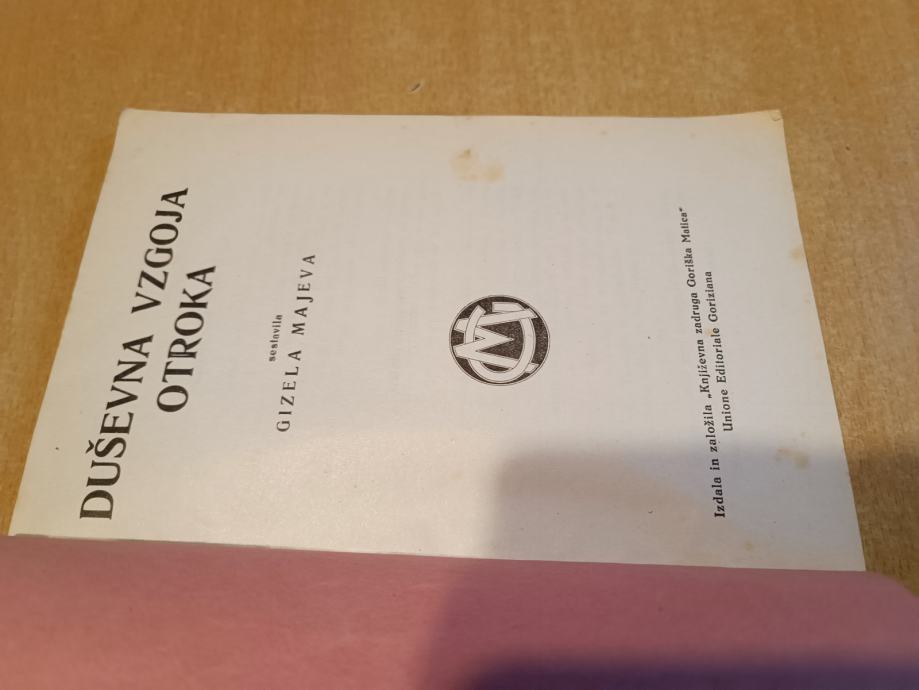 DUŠEVNA VZGOJA
OTROKA
sestavila
GIZELA MAJEVA
Izdala in založila „Književna zadruga Goriška Matica“
Unione Editoriale Goriziana